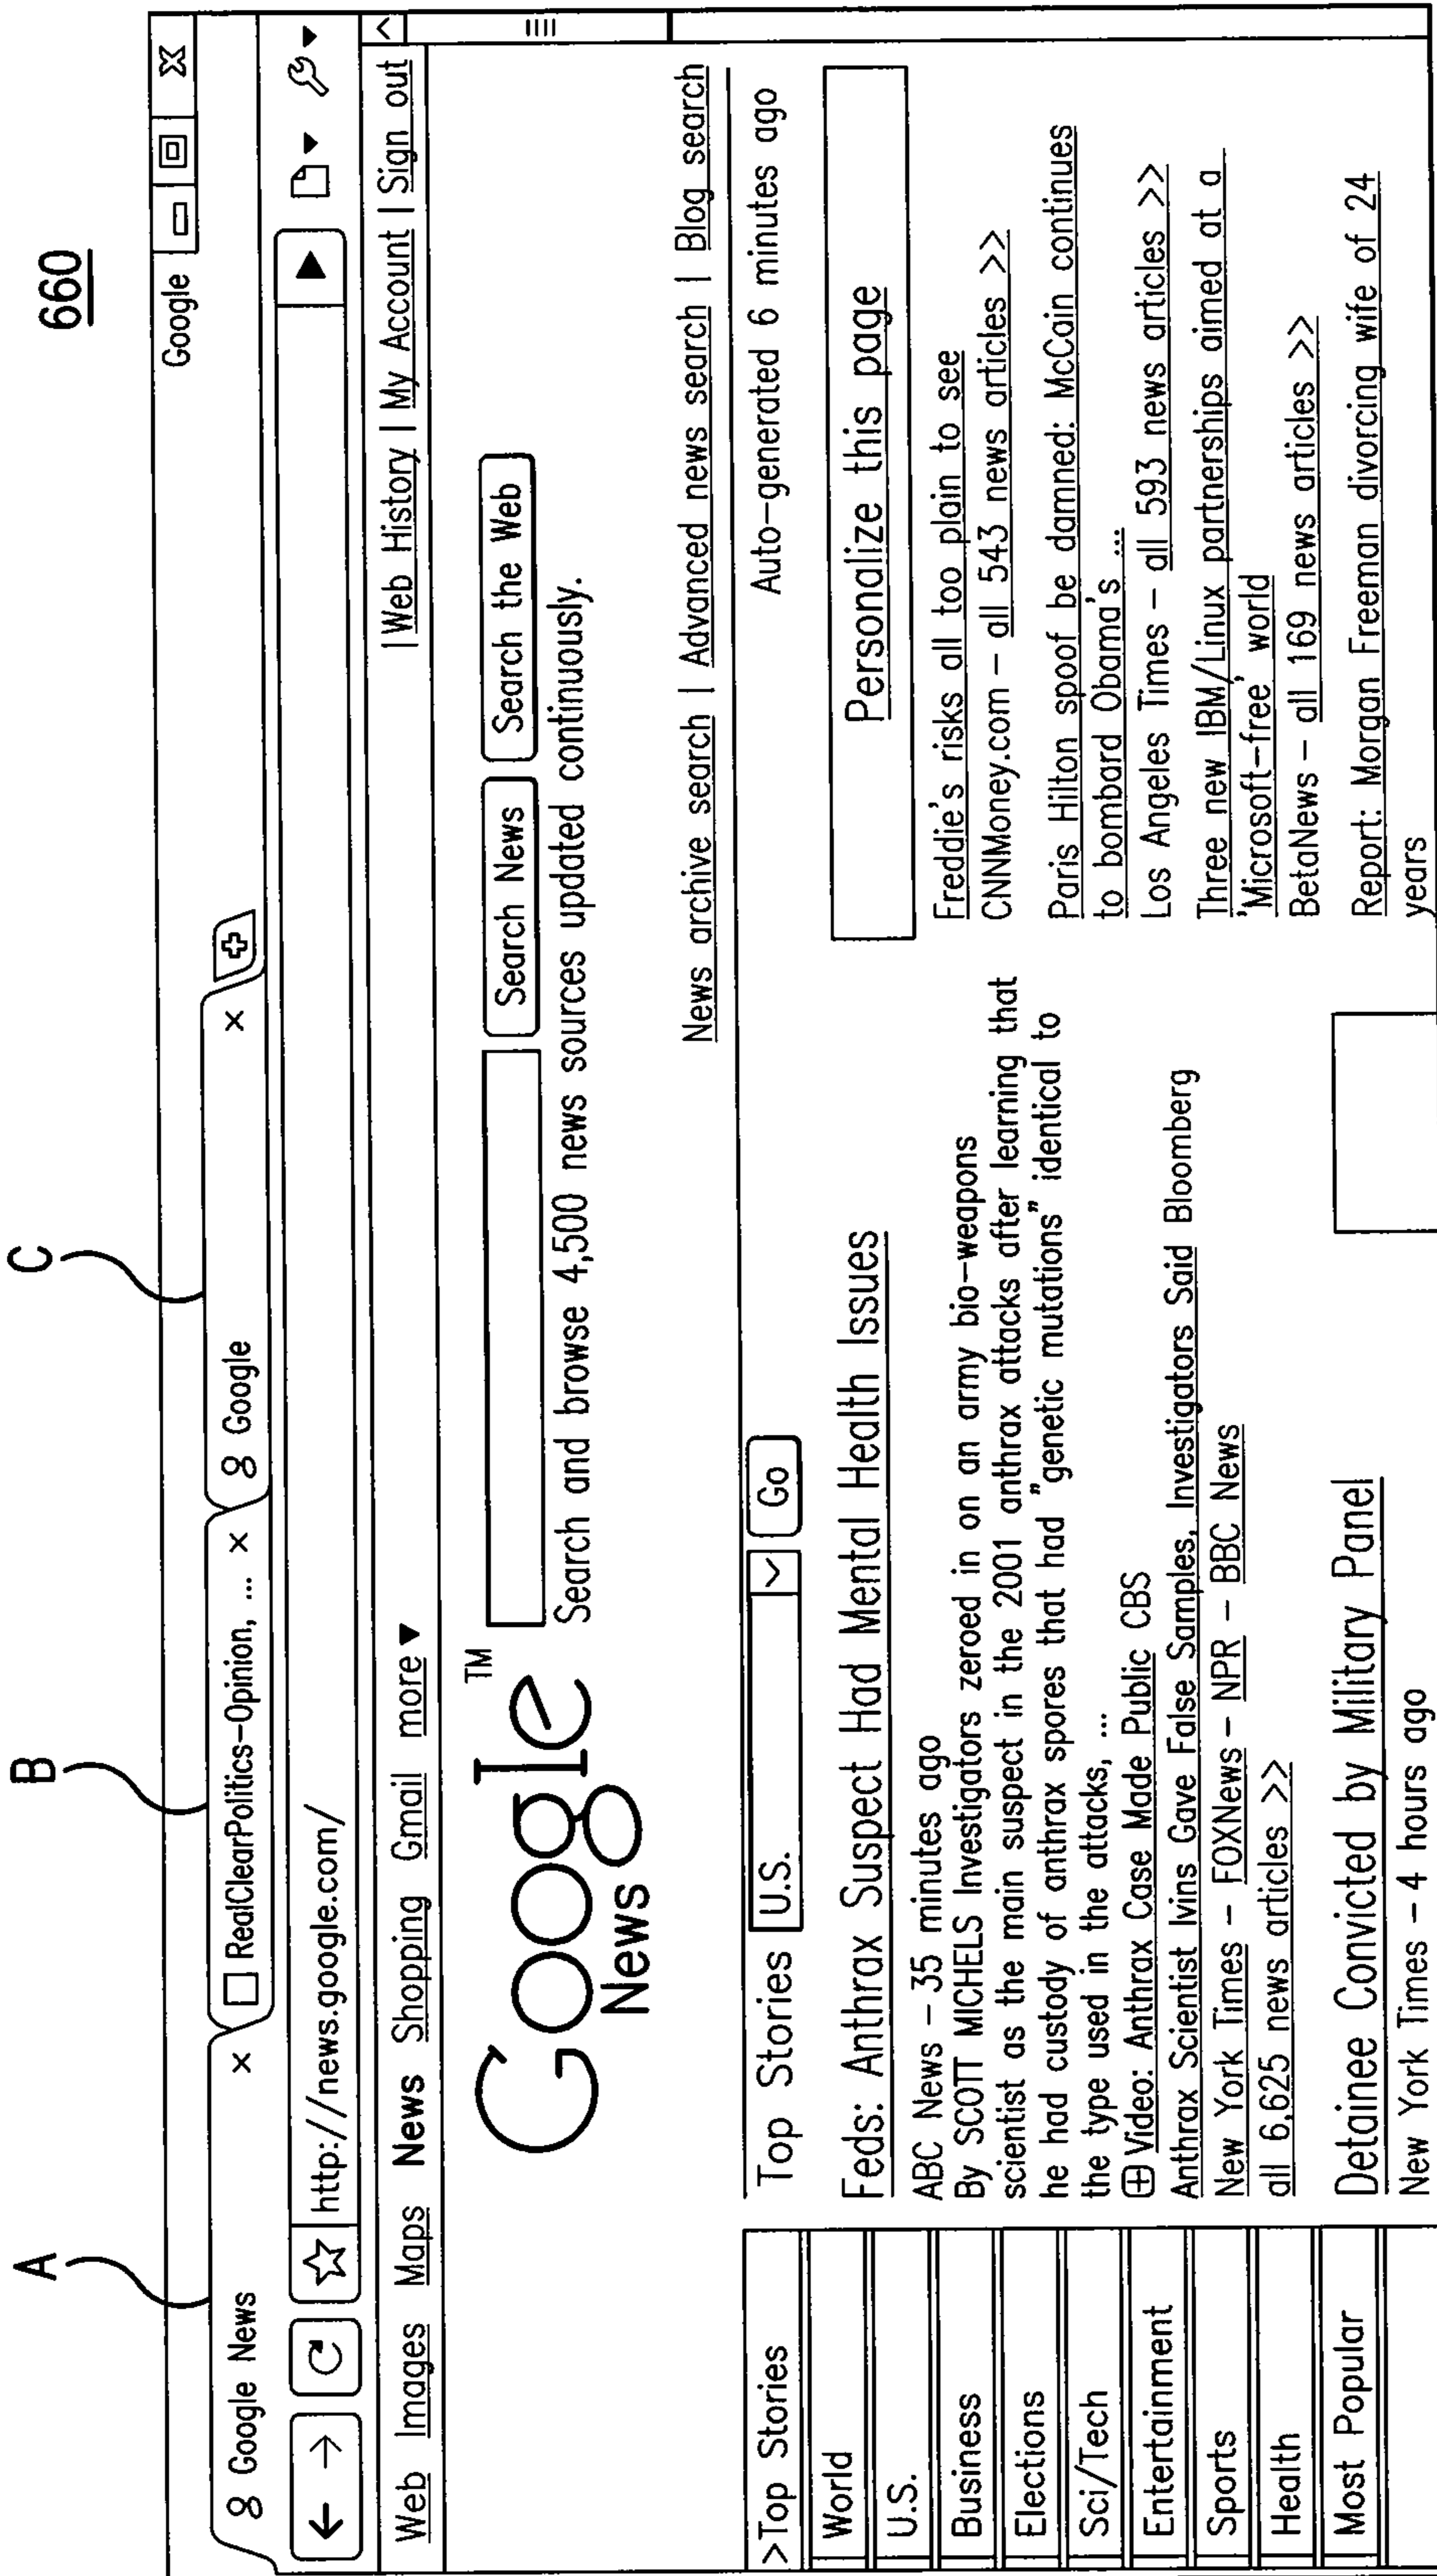 660
A
B
C
Google
Google News ×
RealClearPolitics-Opinion, ... ×
Google ×
http://news.google.com/
Web Images Maps News Shopping Gmail more ▼
| Web History | My Account | Sign out
Google™
News
Search News
Search the Web
Search and browse 4,500 news sources updated continuously.
News archive search | Advanced news search | Blog search
>Top Stories
World
U.S.
Business
Elections
Sci/Tech
Entertainment
Sports
Health
Most Popular
Top Stories
U.S.
Go
Auto-generated 6 minutes ago
Feds: Anthrax Suspect Had Mental Health Issues
ABC News – 35 minutes ago
By SCOTT MICHELS Investigators zeroed in on an army bio-weapons
scientist as the main suspect in the 2001 anthrax attacks after learning that
he had custody of anthrax spores that had "genetic mutations" identical to
the type used in the attacks, ...
Video: Anthrax Case Made Public CBS
Anthrax Scientist Ivins Gave False Samples, Investigators Said Bloomberg
New York Times – FOXNews – NPR – BBC News
all 6,625 news articles >>
Detainee Convicted by Military Panel
New York Times – 4 hours ago
Personalize this page
Freddie's risks all too plain to see
CNNMoney.com – all 543 news articles >>
Paris Hilton spoof be damned: McCain continues
to bombard Obama's ...
Los Angeles Times – all 593 news articles >>
Three new IBM/Linux partnerships aimed at a
'Microsoft-free,' world
BetaNews – all 169 news articles >>
Report: Morgan Freeman divorcing wife of 24
years